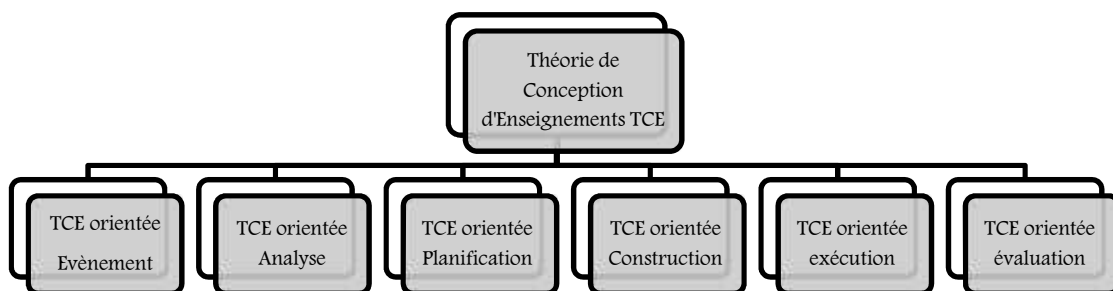 Théorie de
Conception
d'Enseignements TCE
TCE orientée
Evènement
TCE orientée
Analyse
TCE orientée
Planification
TCE orientée
Construction
TCE orientée
exécution
TCE orientée
évaluation